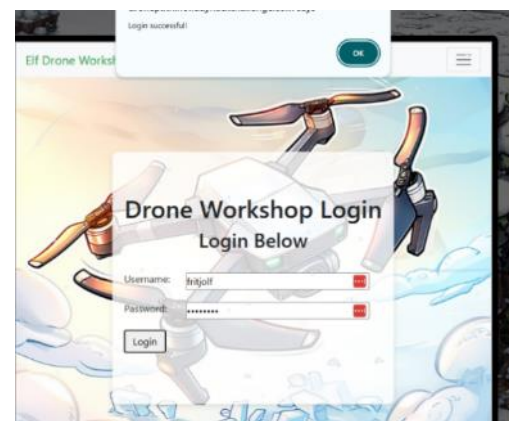 Login successful!
OK
Elf Drone Works
Drone Workshop Login
Login Below
Username: fritjolf
Password: ••••••••
Login